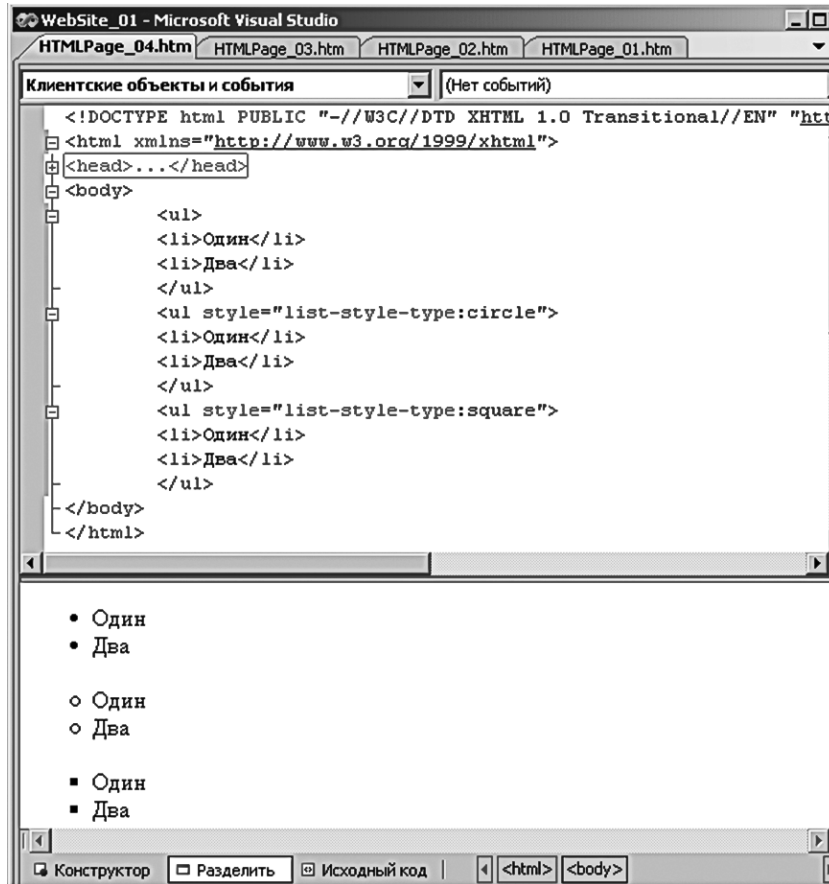 WebSite_01 - Microsoft Visual Studio
HTMLPage_04.htm HTMLPage_03.htm HTMLPage_02.htm HTMLPage_01.htm
Клиентские объекты и события (Нет событий)
<!DOCTYPE html PUBLIC "-//W3C//DTD XHTML 1.0 Transitional//EN" "htt
<html xmlns="http://www.w3.org/1999/xhtml">
<head>...</head>
<body>
<ul>
<li>Один</li>
<li>Два</li>
</ul>
<ul style="list-style-type:circle">
<li>Один</li>
<li>Два</li>
</ul>
<ul style="list-style-type:square">
<li>Один</li>
<li>Два</li>
</ul>
</body>
</html>
• Один
• Два
○ Один
○ Два
▪ Один
▪ Два
Конструктор Разделить Исходный код <html> <body>